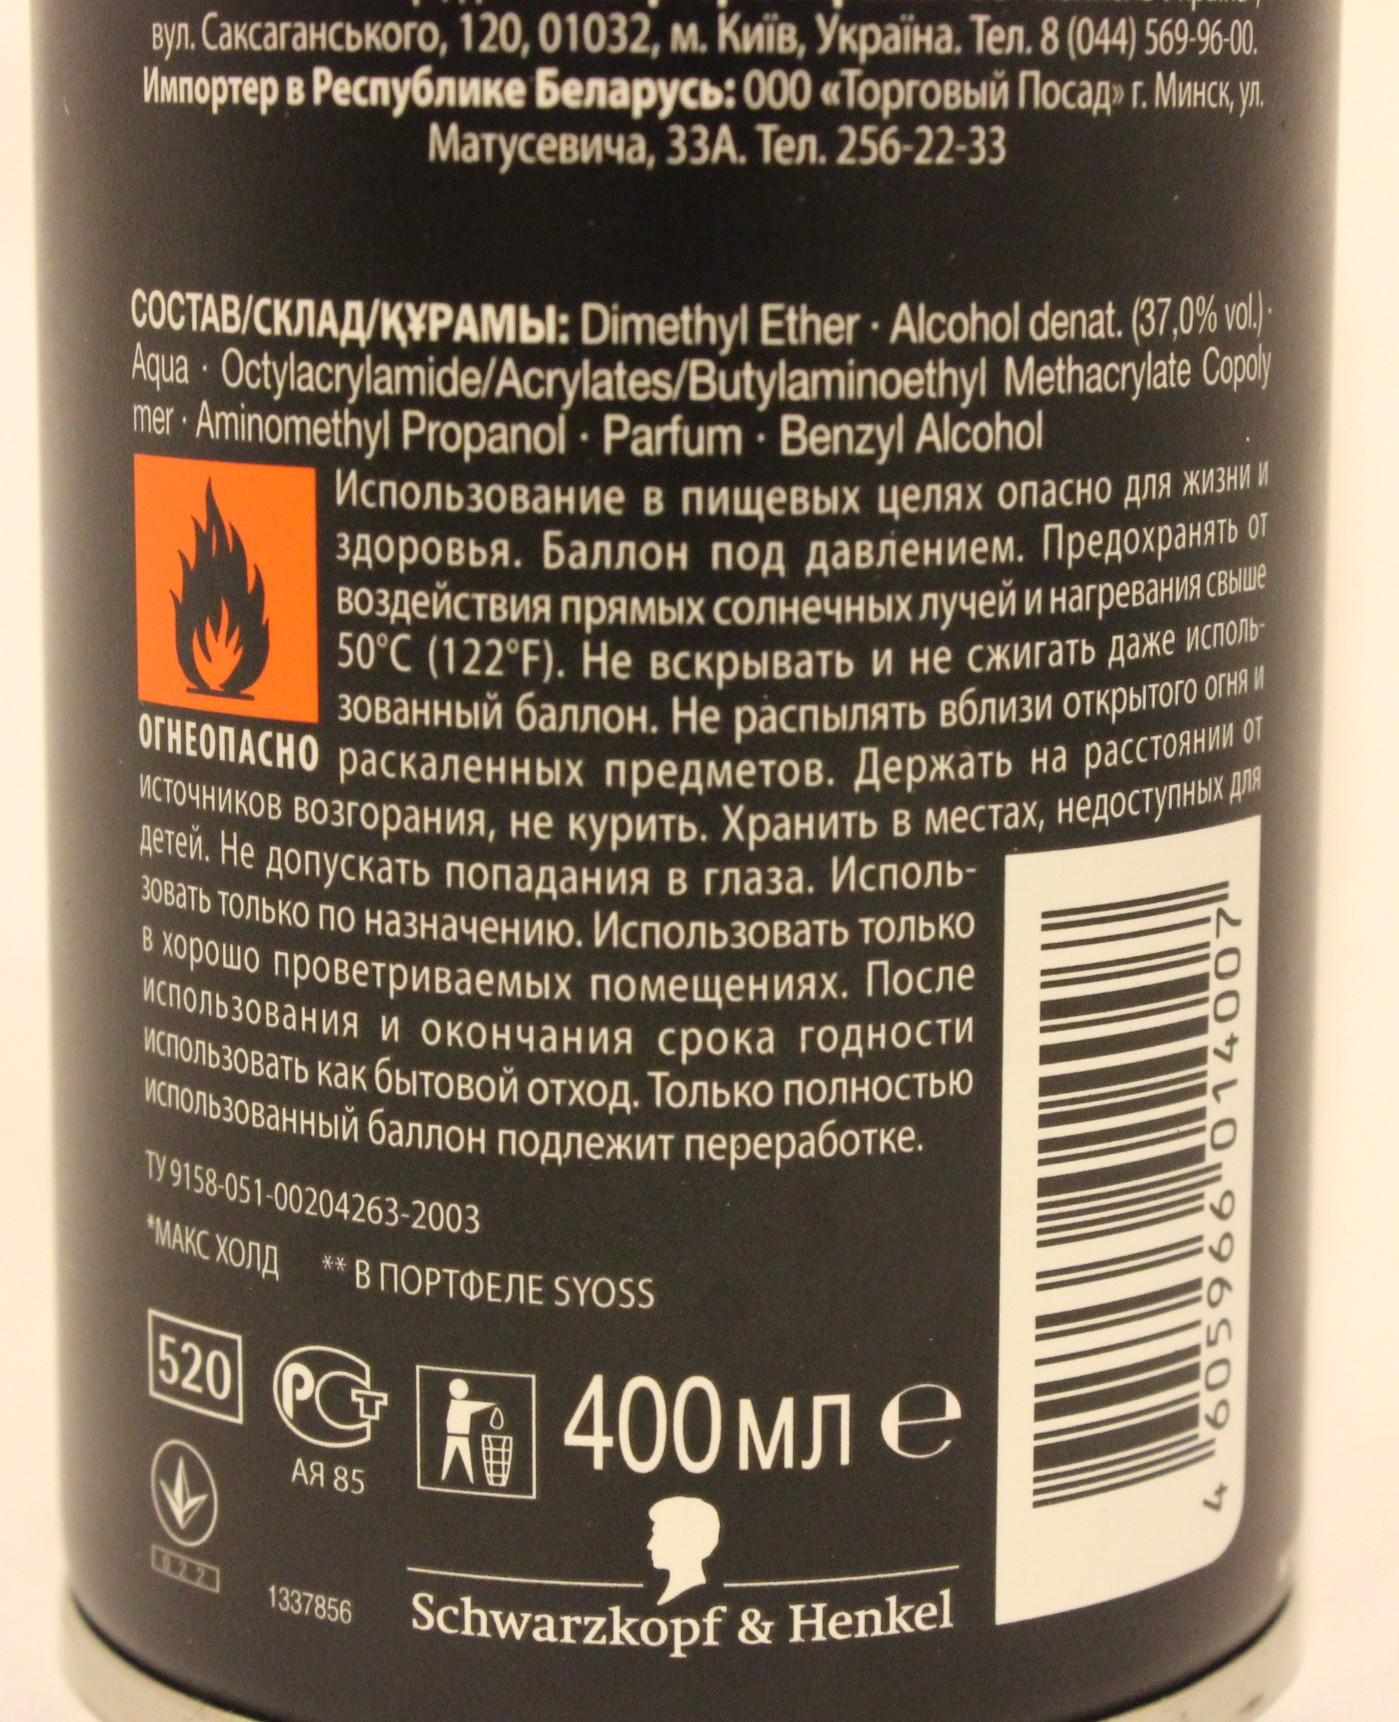 вул. Саксаганського, 120, 01032, м. Київ, Україна. Тел. 8 (044) 569-96-00.
Импортер в Республике Беларусь: ООО «Торговый Посад» г. Минск, ул.
Матусевича, 33А. Тел. 256-22-33
СОСТАВ/СКЛАД/ҚҰРАМЫ: Dimethyl Ether · Alcohol denat. (37,0% vol.) ·
Aqua · Octylacrylamide/Acrylates/Butylaminoethyl Methacrylate Copoly
mer · Aminomethyl Propanol · Parfum · Benzyl Alcohol
Использование в пищевых целях опасно для жизни и
здоровья. Баллон под давлением. Предохранять от
воздействия прямых солнечных лучей и нагревания свыше
50°C (122°F). Не вскрывать и не сжигать даже исполь-
зованный баллон. Не распылять вблизи открытого огня и
ОГНЕОПАСНО раскаленных предметов. Держать на расстоянии от
источников возгорания, не курить. Хранить в местах, недоступных для
детей. Не допускать попадания в глаза. Исполь-
зовать только по назначению. Использовать только
в хорошо проветриваемых помещениях. После
использования и окончания срока годности
использовать как бытовой отход. Только полностью
использованный баллон подлежит переработке.
ТУ 9158-051-00204263-2003
*МАКС ХОЛД ** В ПОРТФЕЛЕ SYOSS
520
РСТ
АЯ 85
400 мл e
022
1337856
Schwarzkopf & Henkel
4 605966 014007